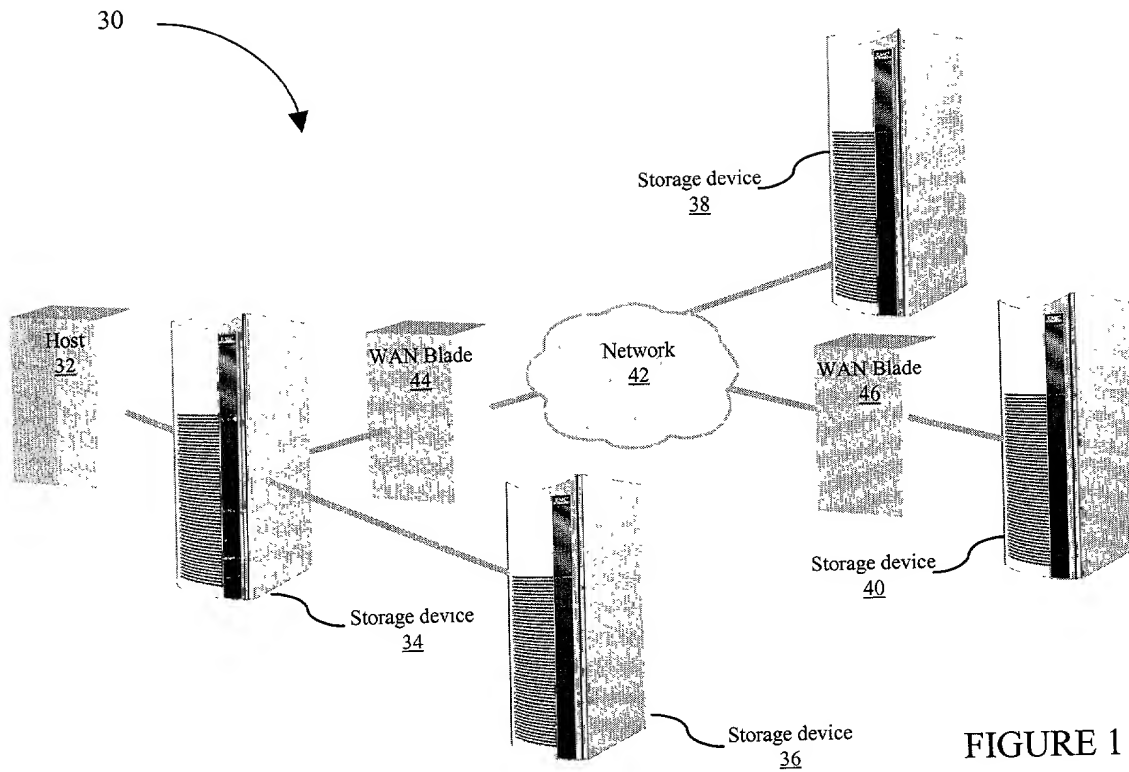 30
Storage device
38
Host
32
WAN Blade
44
Network
42
WAN Blade
46
Storage device
40
Storage device
34
Storage device
36
FIGURE 1